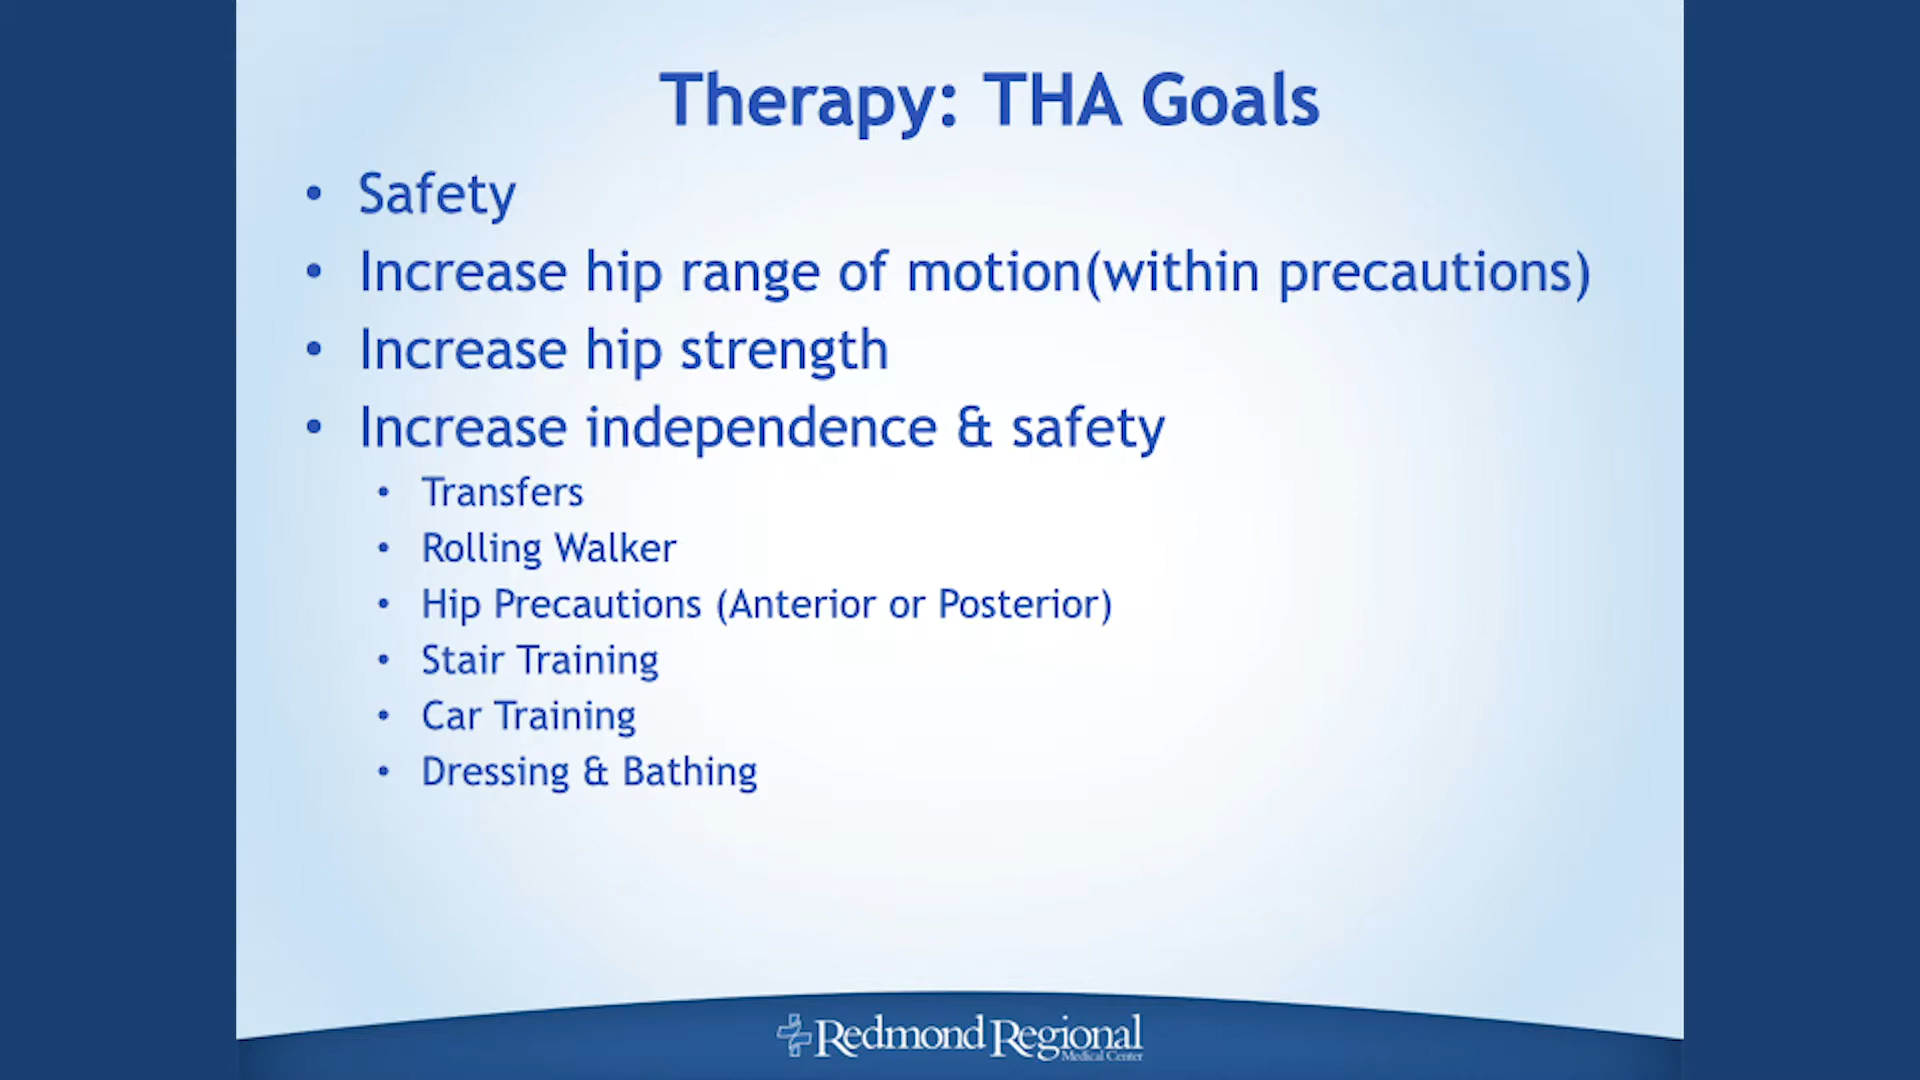 Therapy: THA Goals
• Safety
• Increase hip range of motion(within precautions)
• Increase hip strength
• Increase independence & safety
• Transfers
• Rolling Walker
• Hip Precautions (Anterior or Posterior)
• Stair Training
• Car Training
• Dressing & Bathing
Redmond Regional
Medical Center